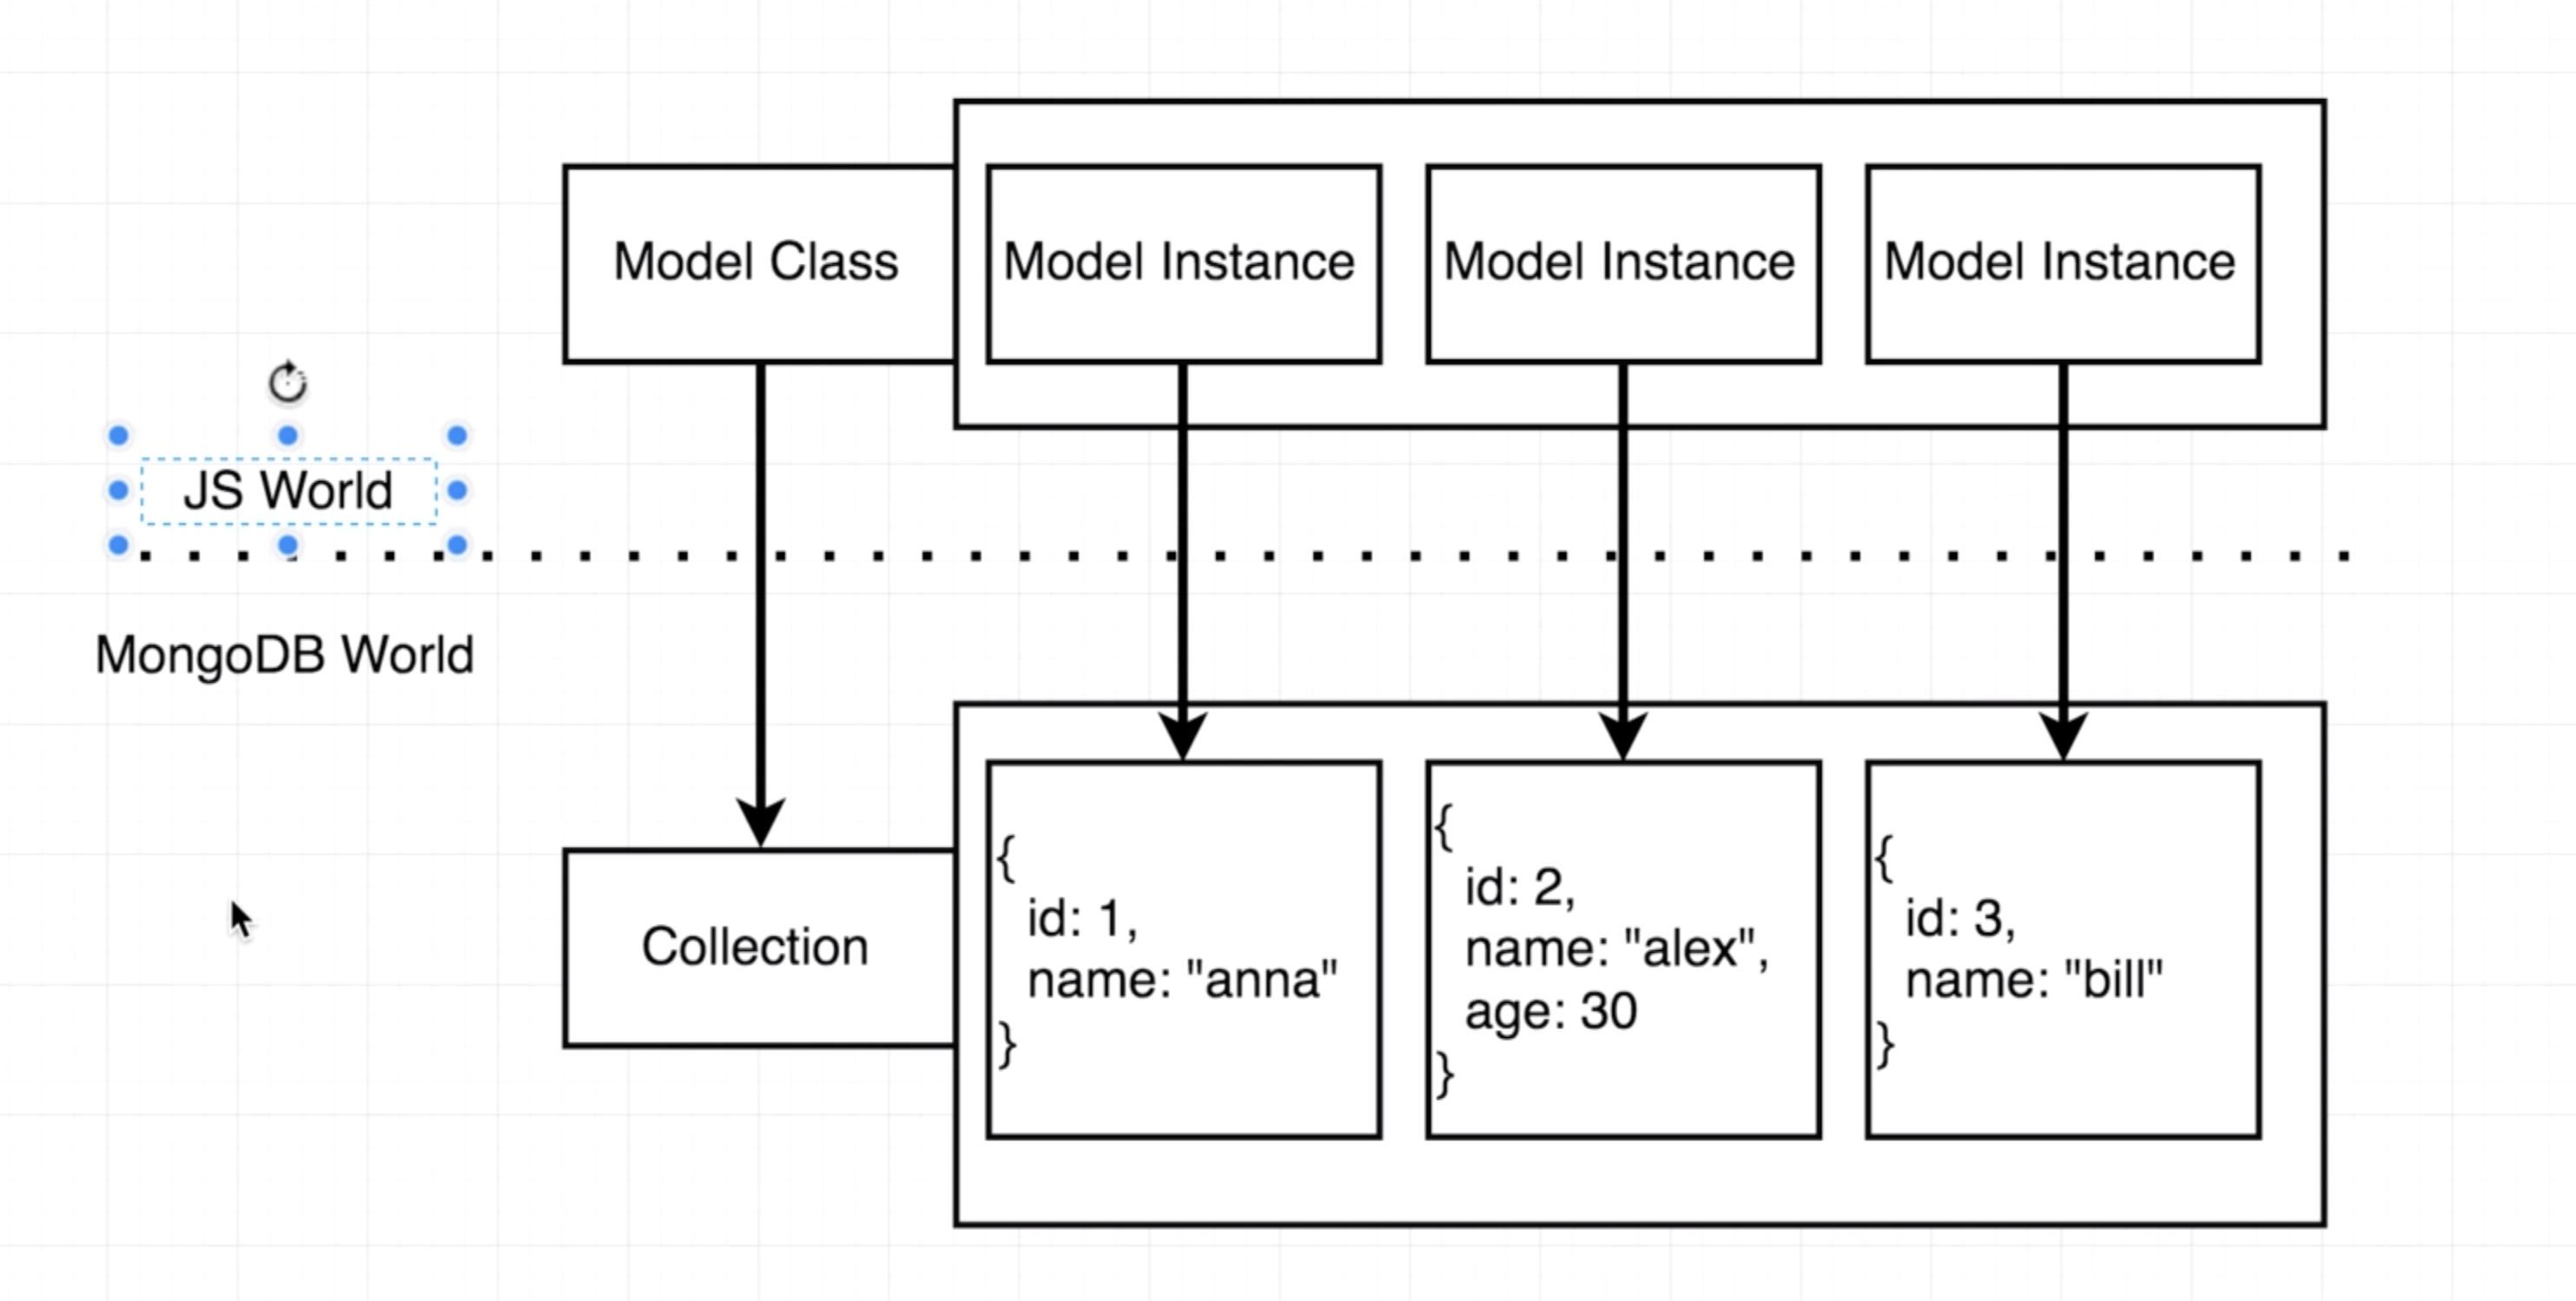 Model Class
Model Instance
Model Instance
Model Instance
JS World
MongoDB World
Collection
{
id: 1,
name: "anna"
}
{
id: 2,
name: "alex",
age: 30
}
{
id: 3,
name: "bill"
}